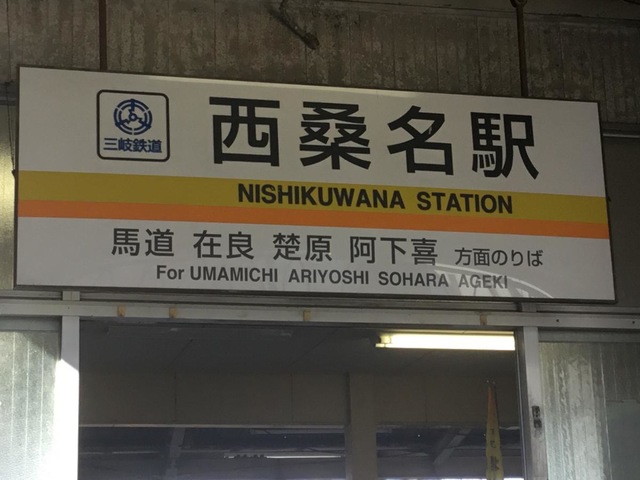 三岐鉄道
西桑名駅
NISHIKUWANA STATION
馬道 在良 楚原 阿下喜 方面のりば
For UMAMICHI ARIYOSHI SOHARA AGEKI